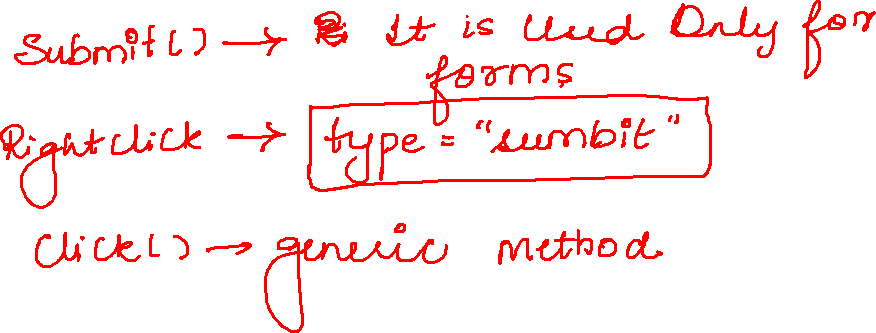 Submit() → It is Used Only for
forms
Rightclick → type = "sumbit"
Click() → generic method